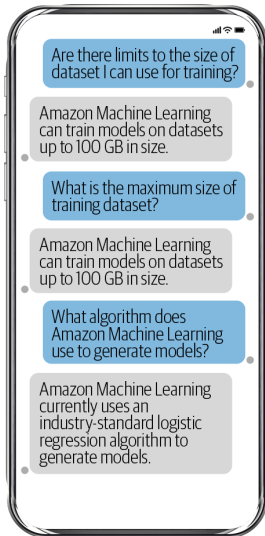 Are there limits to the size of
dataset I can use for training?
Amazon Machine Learning
can train models on datasets
up to 100 GB in size.
What is the maximum size of
training dataset?
Amazon Machine Learning
can train models on datasets
up to 100 GB in size.
What algorithm does
Amazon Machine Learning
use to generate models?
Amazon Machine Learning
currently uses an
industry-standard logistic
regression algorithm to
generate models.